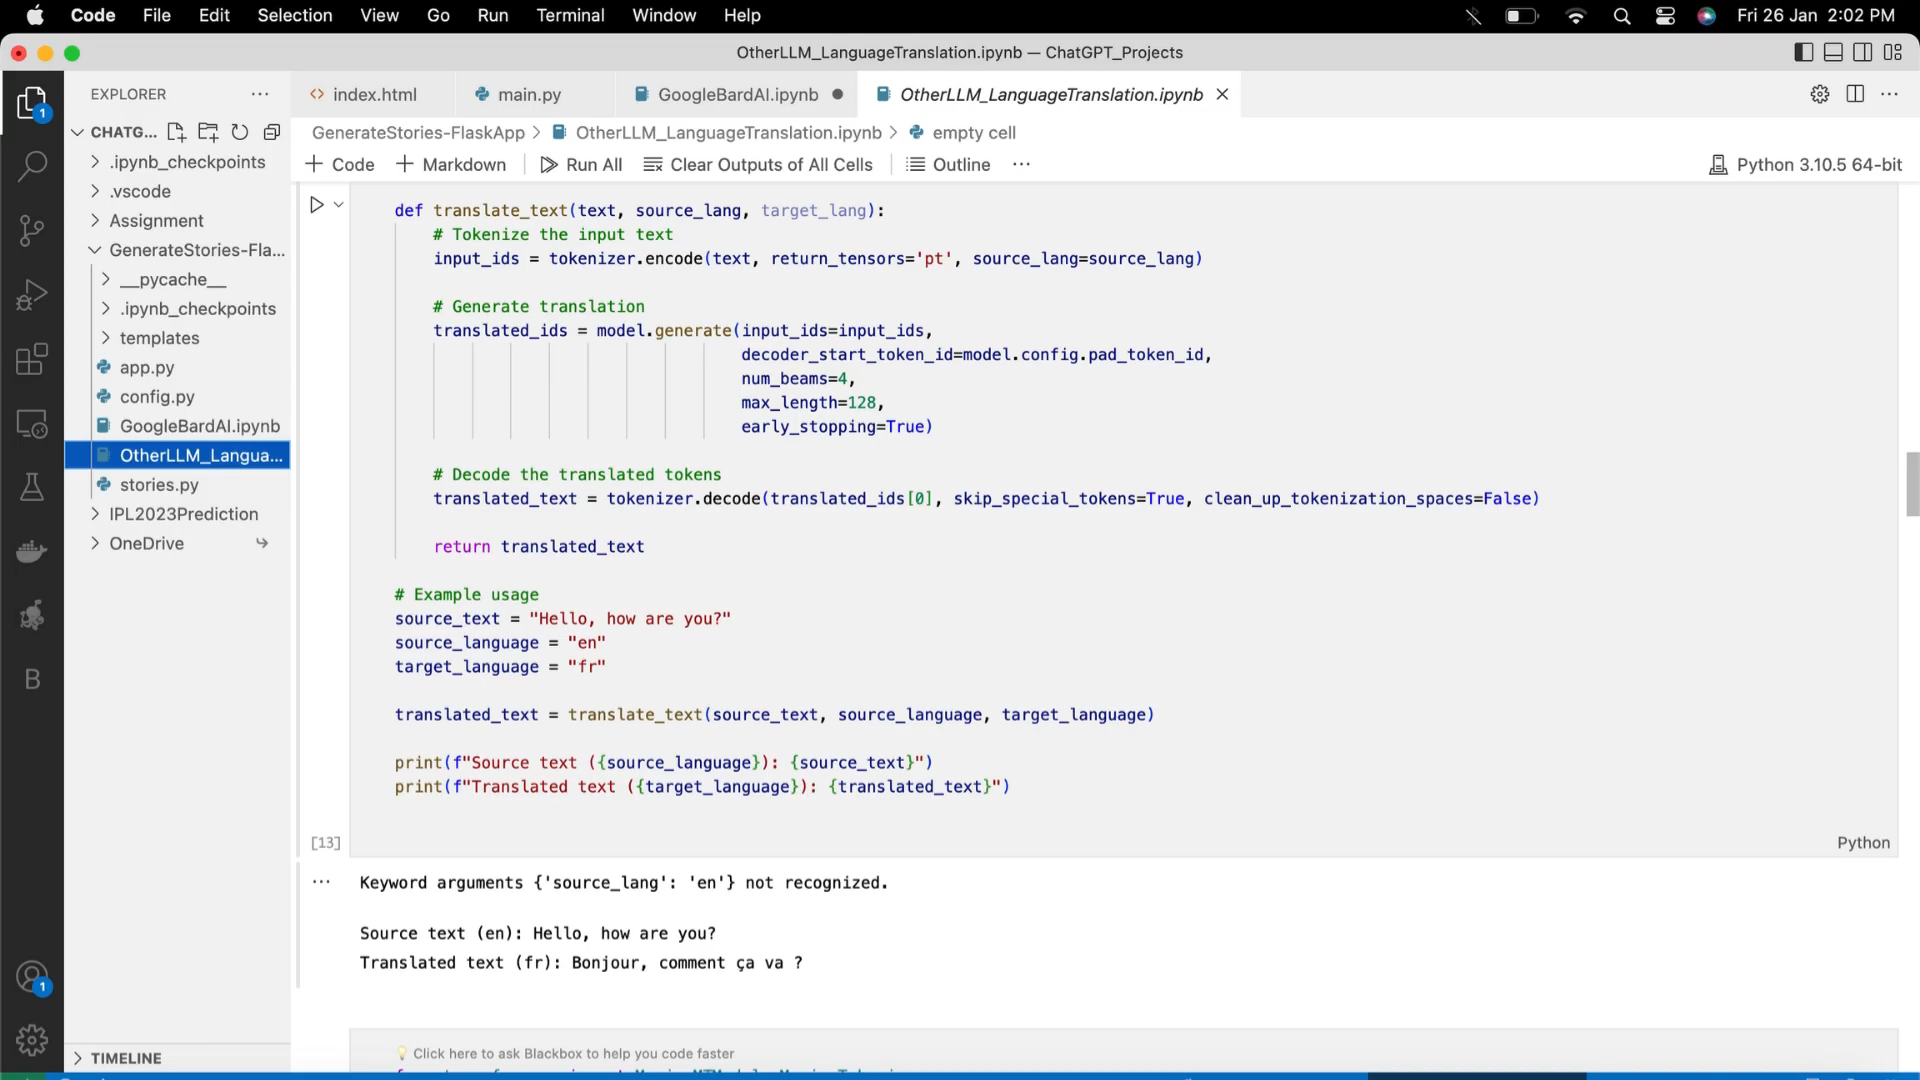 Code File Edit Selection View Go Run Terminal Window Help Fri 26 Jan 2:02 PM
OtherLLM_LanguageTranslation.ipynb — ChatGPT_Projects
EXPLORER
index.html main.py GoogleBardAI.ipynb OtherLLM_LanguageTranslation.ipynb
CHATG...
GenerateStories-FlaskApp > OtherLLM_LanguageTranslation.ipynb > empty cell
+ Code + Markdown Run All Clear Outputs of All Cells Outline ... Python 3.10.5 64-bit
1
.ipynb_checkpoints
.vscode
Assignment
GenerateStories-Fla...
__pycache__
.ipynb_checkpoints
templates
app.py
config.py
GoogleBardAI.ipynb
OtherLLM_Langua...
stories.py
IPL2023Prediction
OneDrive
B
1
TIMELINE
def translate_text(text, source_lang, target_lang):
# Tokenize the input text
input_ids = tokenizer.encode(text, return_tensors='pt', source_lang=source_lang)
# Generate translation
translated_ids = model.generate(input_ids=input_ids,
decoder_start_token_id=model.config.pad_token_id,
num_beams=4,
max_length=128,
early_stopping=True)
# Decode the translated tokens
translated_text = tokenizer.decode(translated_ids[0], skip_special_tokens=True, clean_up_tokenization_spaces=False)
return translated_text
# Example usage
source_text = "Hello, how are you?"
source_language = "en"
target_language = "fr"
translated_text = translate_text(source_text, source_language, target_language)
print(f"Source text ({source_language}): {source_text}")
print(f"Translated text ({target_language}): {translated_text}")
[13] Python
... Keyword arguments {'source_lang': 'en'} not recognized.
Source text (en): Hello, how are you?
Translated text (fr): Bonjour, comment ça va ?
Click here to ask Blackbox to help you code faster